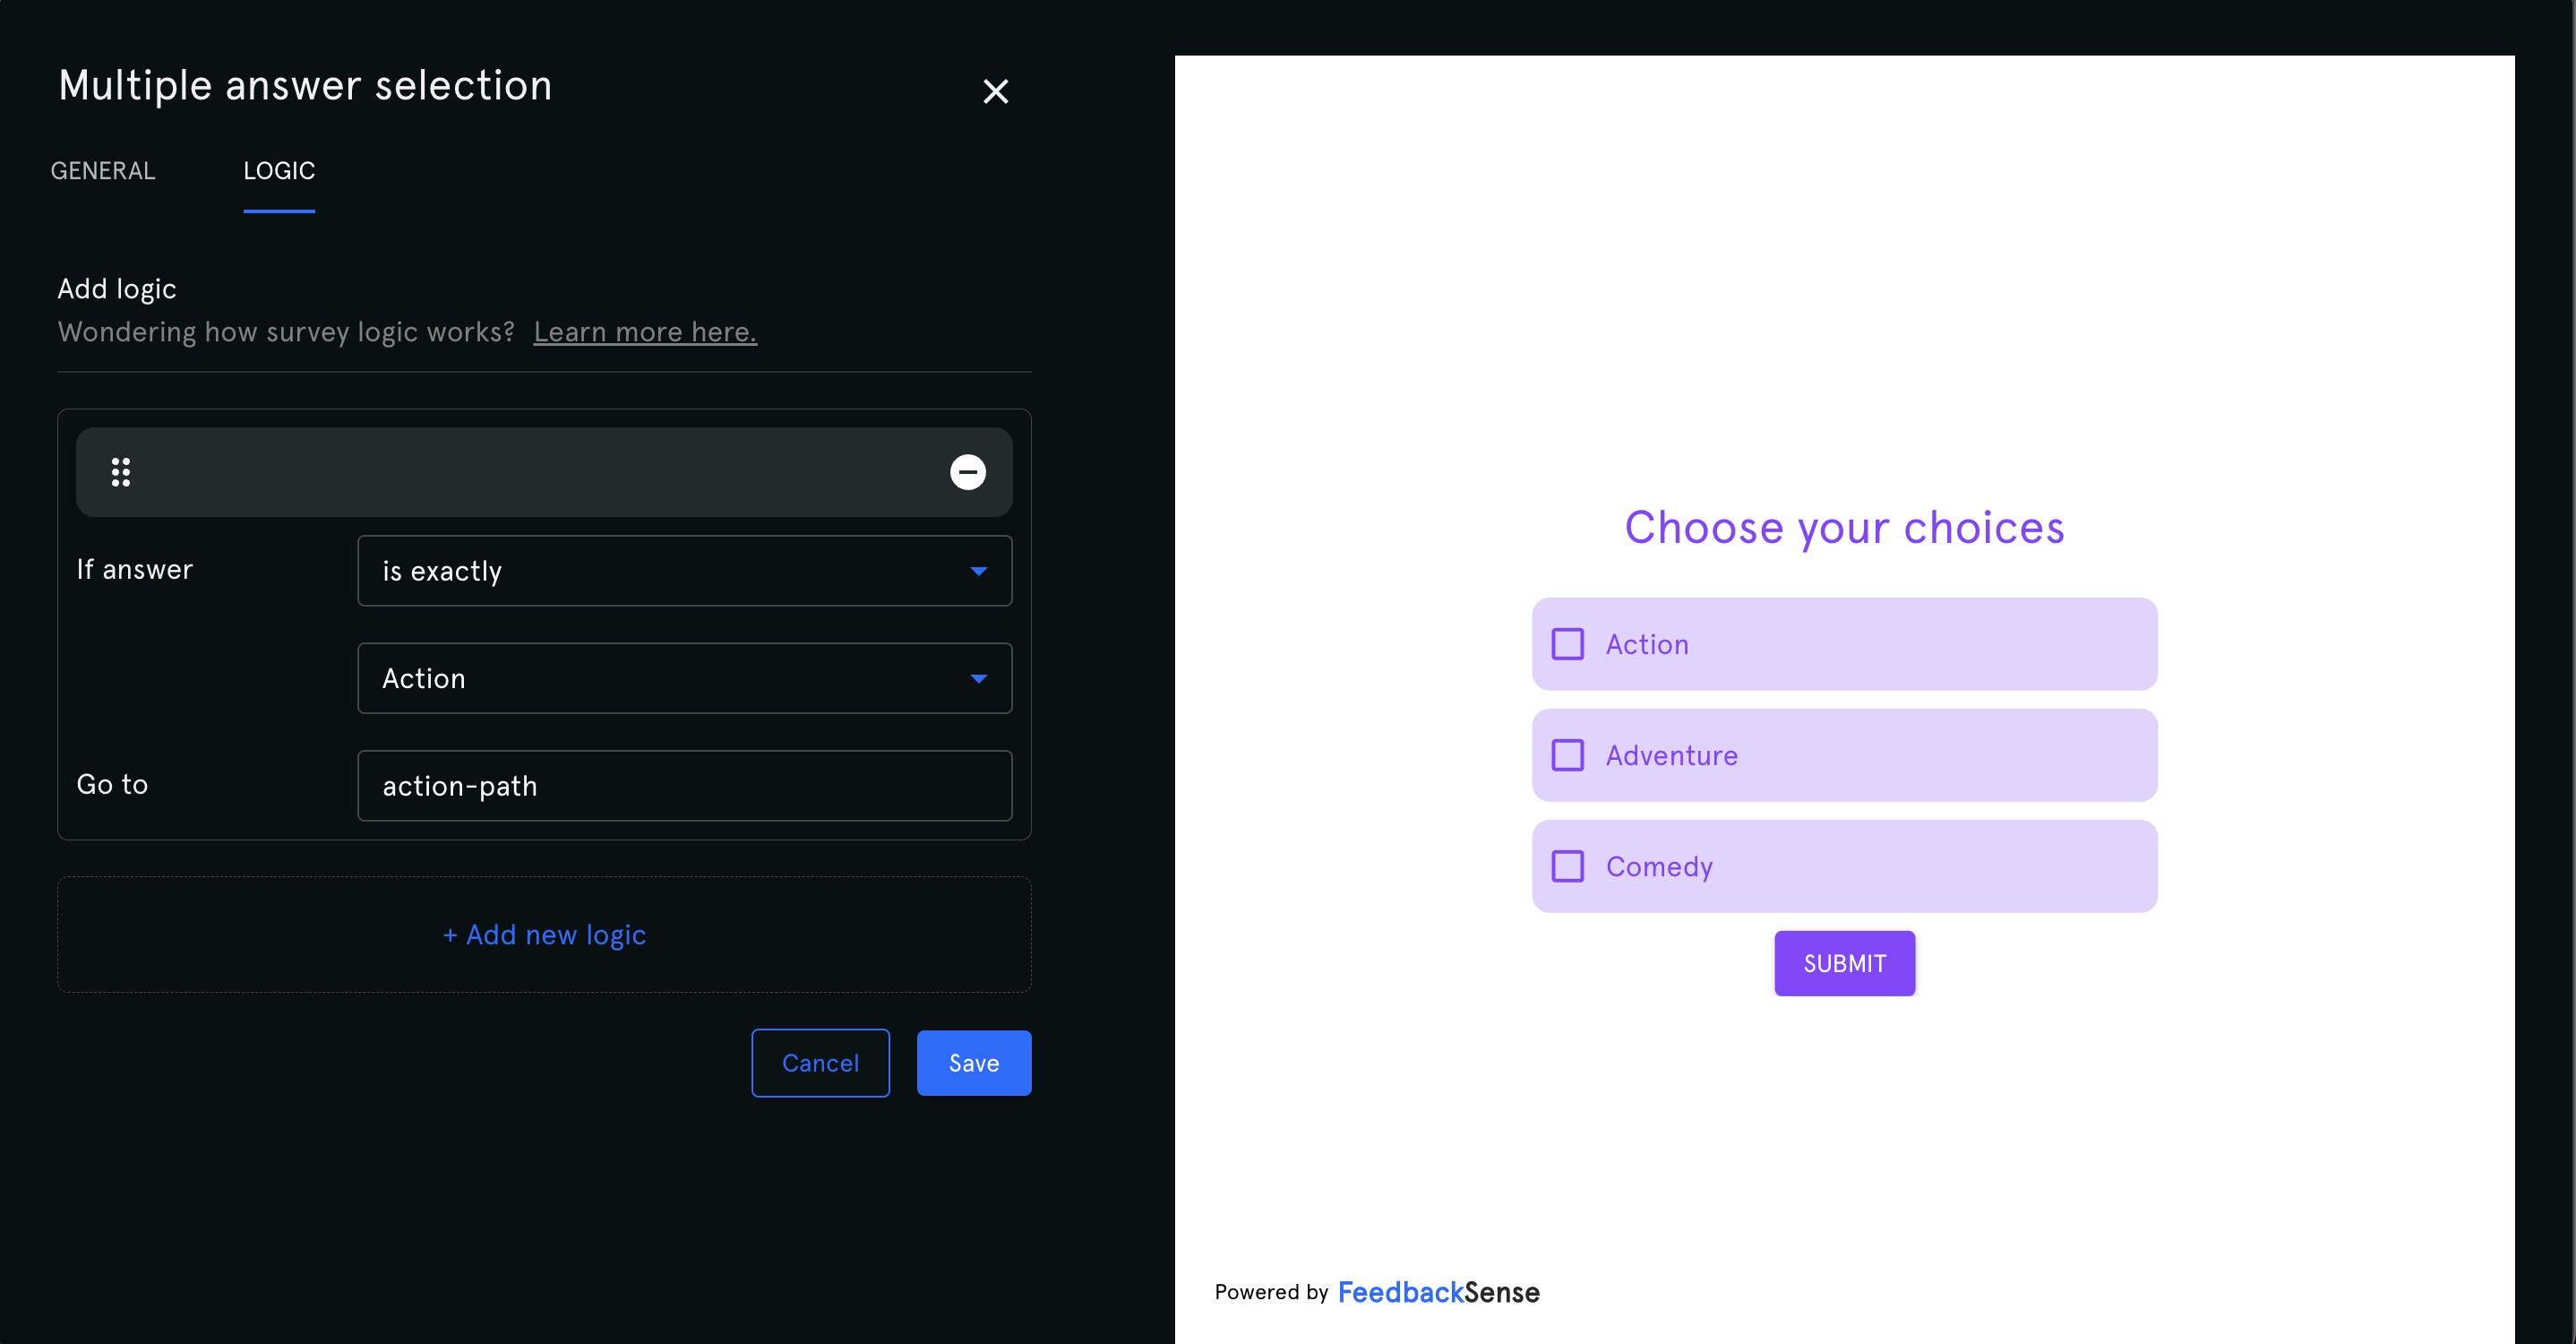 Multiple answer selection
GENERAL
LOGIC
Add logic
Wondering how survey logic works? Learn more here.
If answer
is exactly
Action
Go to
action-path
+ Add new logic
Cancel
Save
Choose your choices
Action
Adventure
Comedy
SUBMIT
Powered by FeedbackSense